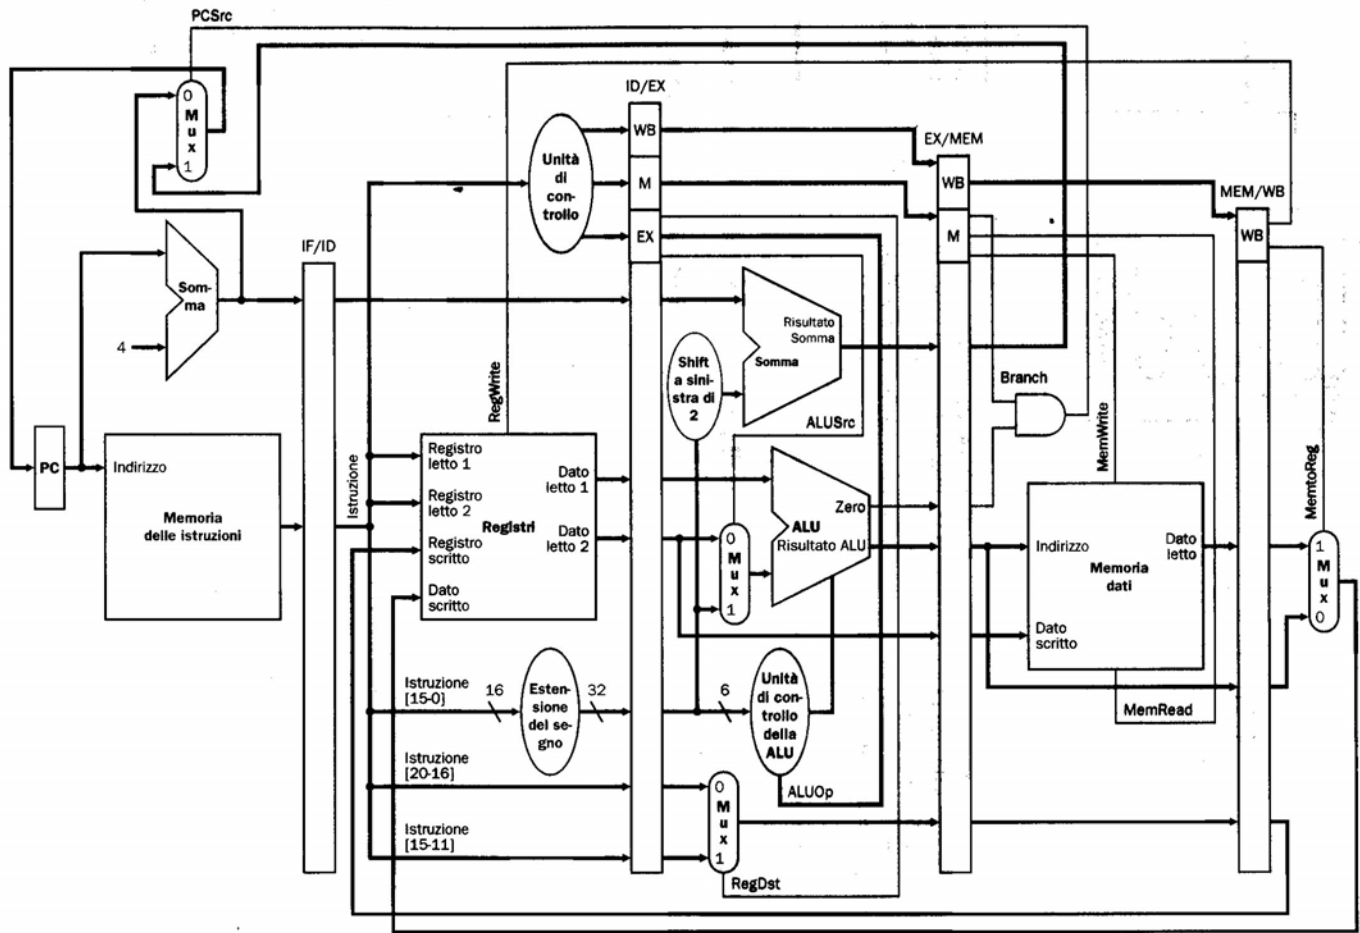 PCSrc
0
Mux
1
ID/EX
WB
M
EX
Unità
di
con-
trollo
EX/MEM
WB
M
MEM/WB
WB
IF/ID
Som-
ma
4
Risultato
Somma
Somma
Shift
a sini-
stra di
2
RegWrite
ALUSrc
Branch
MemWrite
MemtoReg
PC
Indirizzo
Memoria
delle istruzioni
Istruzione
Registro
letto 1
Registro
letto 2
Registro
scritto
Dato
scritto
Registri
Dato
letto 1
Dato
letto 2
0
Mux
1
ALU
Zero
Risultato ALU
Indirizzo
Memoria
dati
Dato
letto
Dato
scritto
1
Mux
0
Istruzione
[15-0]
16
Esten-
sione
del se-
gno
32
6
Unità
di con-
trollo
della
ALU
MemRead
Istruzione
[20-16]
Istruzione
[15-11]
0
Mux
1
ALUOp
RegDst